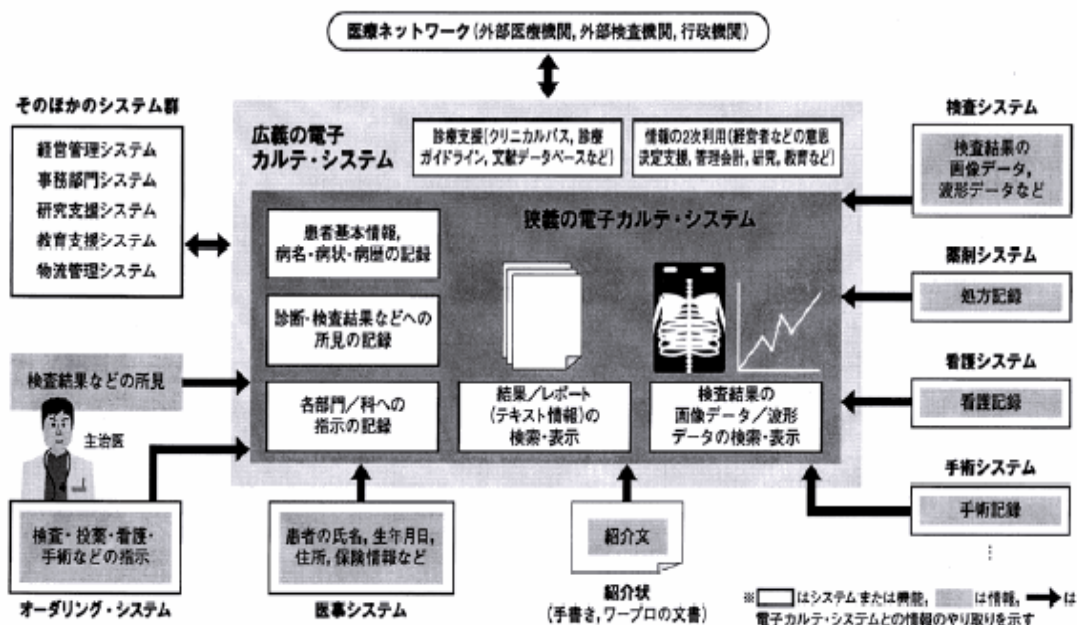 医療ネットワーク(外部医療機関, 外部検査機関, 行政機関)
そのほかのシステム群
経営管理システム
事務部門システム
研究支援システム
教育支援システム
物流管理システム
広義の電子
カルテ・システム
診療支援(クリニカルパス, 診療
ガイドライン, 文献データベースなど)
情報の2次利用(経営者などの意思
決定支援, 管理会計, 研究, 教育など)
狭義の電子カルテ・システム
患者基本情報,
病名・病状・病歴の記録
診断・検査結果などへの
所見の記録
各部門/科への
指示の記録
結果/レポート
(テキスト情報)の
検索・表示
検査結果の
画像データ/波形
データの検索・表示
検査システム
検査結果の
画像データ,
波形データなど
薬剤システム
処方記録
看護システム
看護記録
手術システム
手術記録
検査結果などの所見
主治医
検査・投薬・看護・
手術などの指示
オーダリング・システム
患者の氏名, 生年月日,
住所, 保険情報など
医事システム
紹介文
紹介状
(手書き, ワープロの文書)
※ はシステムまたは機能, は情報, は
電子カルテ・システムとの情報のやり取りを示す